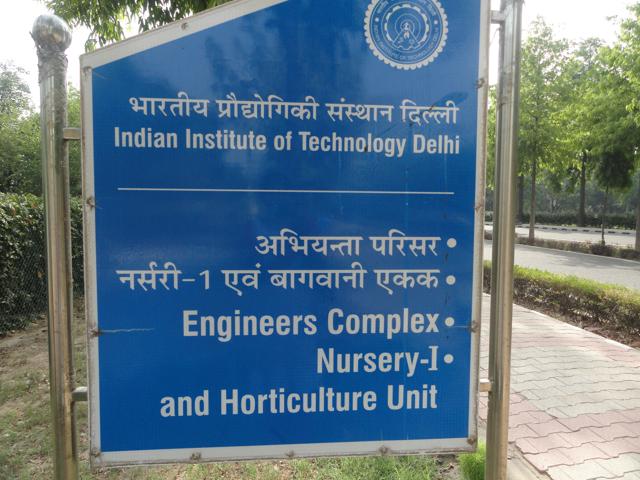 भारतीय प्रौद्योगिकी संस्थान दिल्ली
Indian Institute of Technology Delhi
अभियन्ता परिसर •
नर्सरी-1 एवं बागवानी एकक •
Engineers Complex •
Nursery-I •
and Horticulture Unit